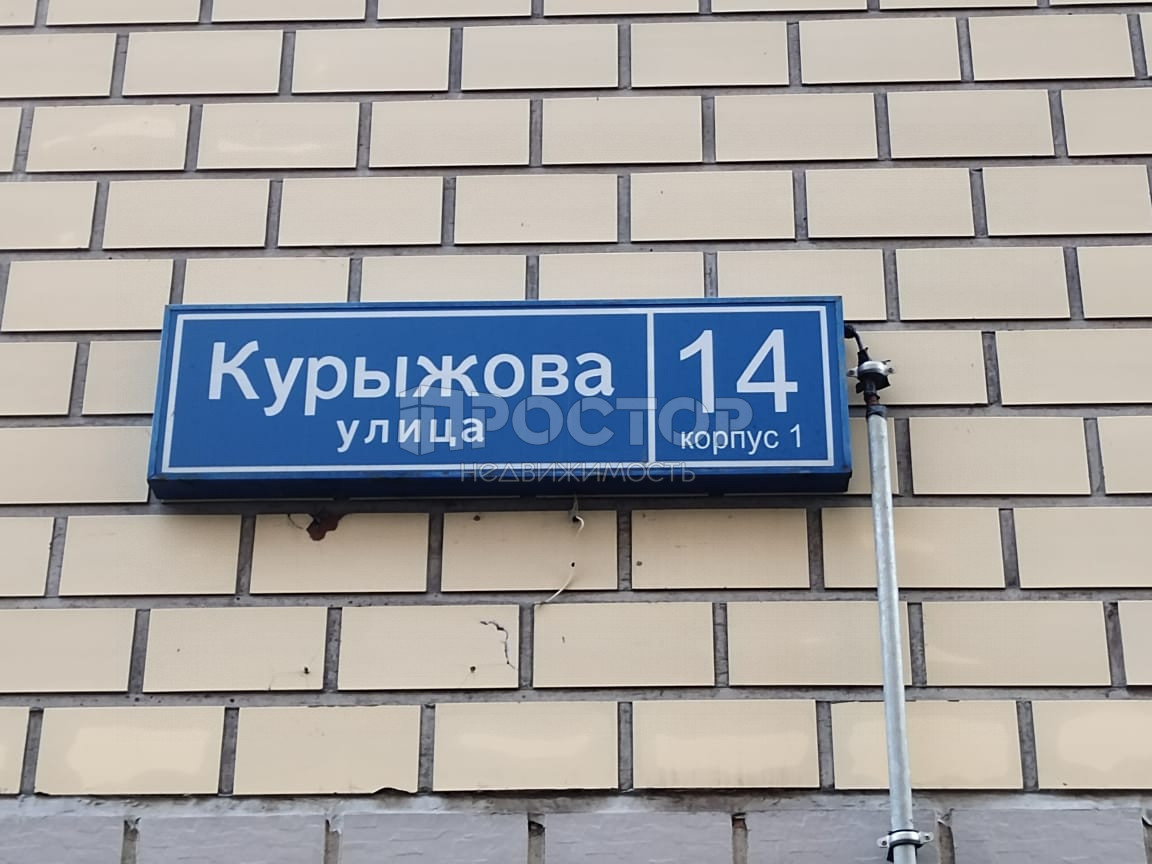 Курыжова
улица
14
корпус 1
ПРОСТОР
НЕДВИЖИМОСТЬ